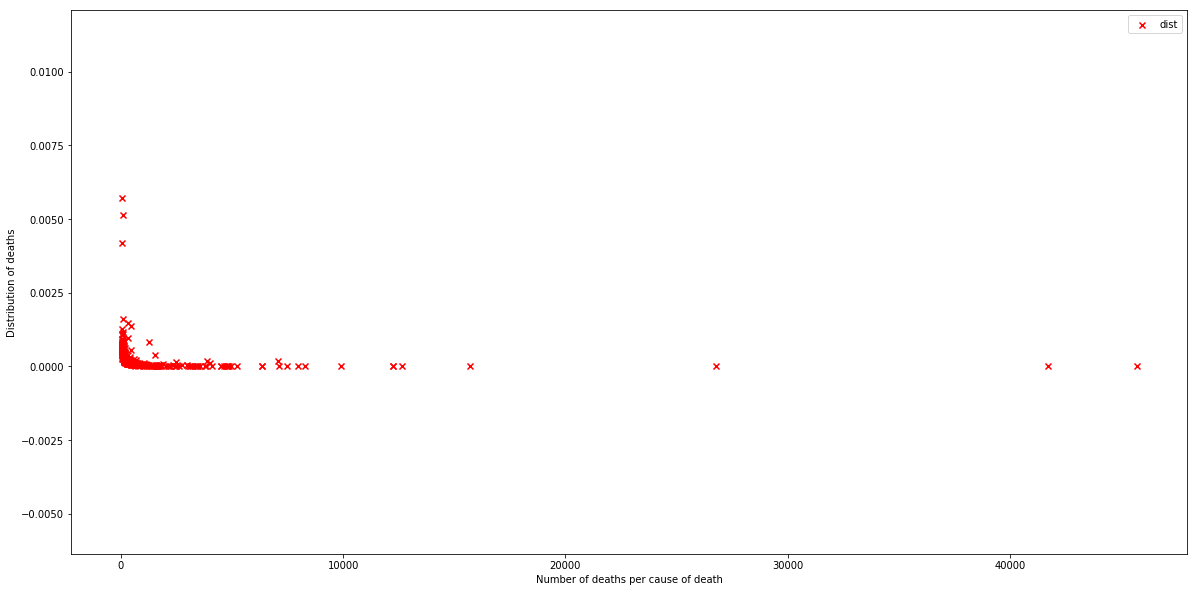 dist
0.0100
0.0075
0.0050
0.0025
0.0000
−0.0025
−0.0050
Distribution of deaths
0 10000 20000 30000 40000
Number of deaths per cause of death